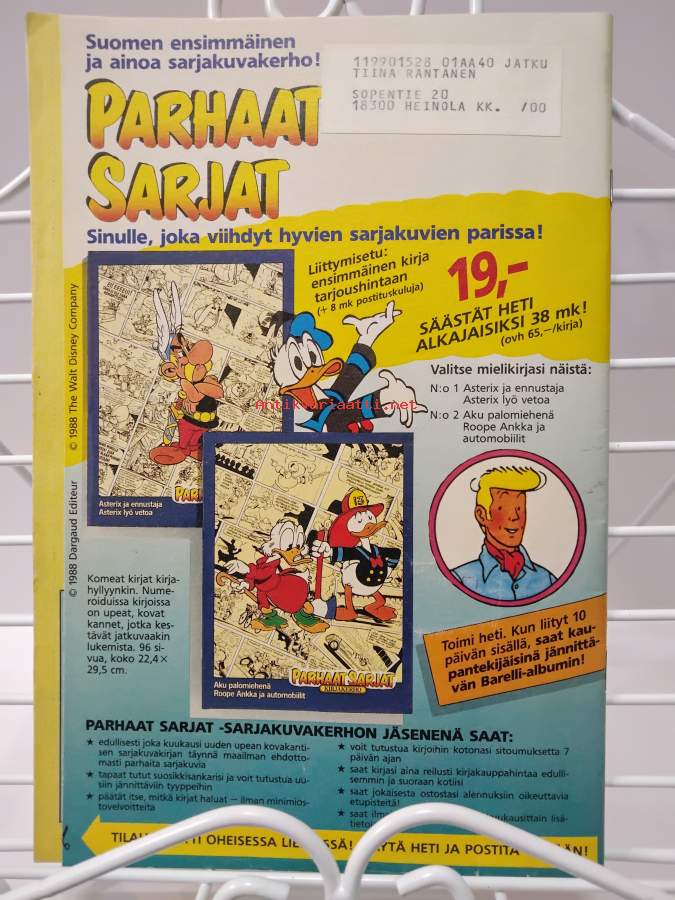 Suomen ensimmäinen
ja ainoa sarjakuvakerho!
119901528 01AA40 JATKU
TIINA RANTANEN
SOPENTIE 20
18300 HEINOLA KK. /00
PARHAAT
SARJAT
Sinulle, joka viihdyt hyvien sarjakuvien parissa!
Liittymisetu:
ensimmäinen kirja
tarjoushintaan
(+ 8 mk postituskuluja)
19,-
SÄÄSTÄT HETI
ALKAJAISIKSI 38 mk!
(ovh 65,—/kirja)
Valitse mielikirjasi näistä:
N:o 1 Asterix ja ennustaja
Asterix lyö vetoa
N:o 2 Aku palomiehenä
Roope Ankka ja
automobiilit
© 1988 The Walt Disney Company
© 1988 Dargaud Editeur
Antikvariaatti.net
Asterix ja ennustaja
Asterix lyö vetoa
Komeat kirjat kirja-
hyllyynkin. Nume-
roiduissa kirjoissa
on upeat, kovat
kannet, jotka kes-
tävät jatkuvaakin
lukemista. 96 si-
vua, koko 22,4×
29,5 cm.
Aku palomiehenä
Roope Ankka ja automobiilit
PARHAAT SARJAT
KIRJAKERHO
Toimi heti. Kun liityt 10
päivän sisällä, saat kau-
pantekijäisinä jännittä-
vän Barelli-albumin!
PARHAAT SARJAT -SARJAKUVAKERHON JÄSENENÄ SAAT:
★ edullisesti joka kuukausi uuden upean kovakanti-
sen sarjakuvakirjan täynnä maailman ehdotto-
masti parhaita sarjakuvia
★ tapaat tutut suosikkisankarisi ja voit tutustua uu-
siin jännittäviin tyyppeihin
★ päätät itse, mitkä kirjat haluat — ilman minimios-
tovelvoitteita
★ voit tutustua kirjoihin kotonasi sitoumuksetta 7
päivän ajan
★ saat kirjasi aina reilusti kirjakauppahintaa edulli-
semmin ja suoraan kotiisi
★ saat jokaisesta ostostasi alennuksiin oikeuttavia
etupisteitä!
★ saat
TI OHEISESSA
HETI JA POSTITA